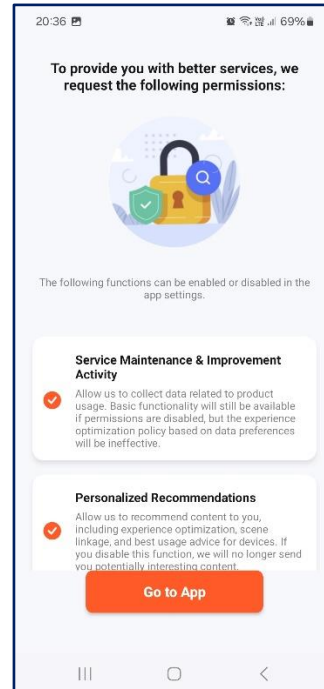 20:36
69%
To provide you with better services, we
request the following permissions:
The following functions can be enabled or disabled in the
app settings.
Service Maintenance & Improvement
Activity
Allow us to collect data related to product
usage. Basic functionality will still be available
if permissions are disabled, but the experience
optimization policy based on data preferences
will be ineffective.
Personalized Recommendations
Allow us to recommend content to you,
including experience optimization, scene
linkage, and best usage advice for devices. If
you disable this function, we will no longer send
you potentially interesting content.
Go to App